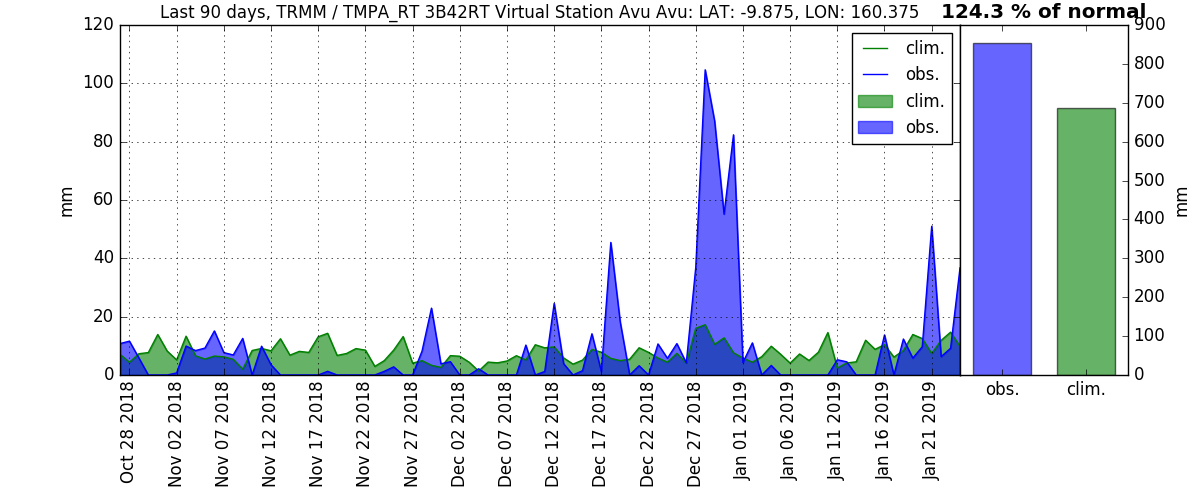 Last 90 days, TRMM / TMPA_RT 3B42RT Virtual Station Avu Avu: LAT: -9.875, LON: 160.375
124.3 % of normal
mm
120
100
80
60
40
20
0
clim.
obs.
clim.
obs.
Oct 28 2018
Nov 02 2018
Nov 07 2018
Nov 12 2018
Nov 17 2018
Nov 22 2018
Nov 27 2018
Dec 02 2018
Dec 07 2018
Dec 12 2018
Dec 17 2018
Dec 22 2018
Dec 27 2018
Jan 01 2019
Jan 06 2019
Jan 11 2019
Jan 16 2019
Jan 21 2019
900
800
700
600
500
400
300
200
100
0
mm
obs.
clim.